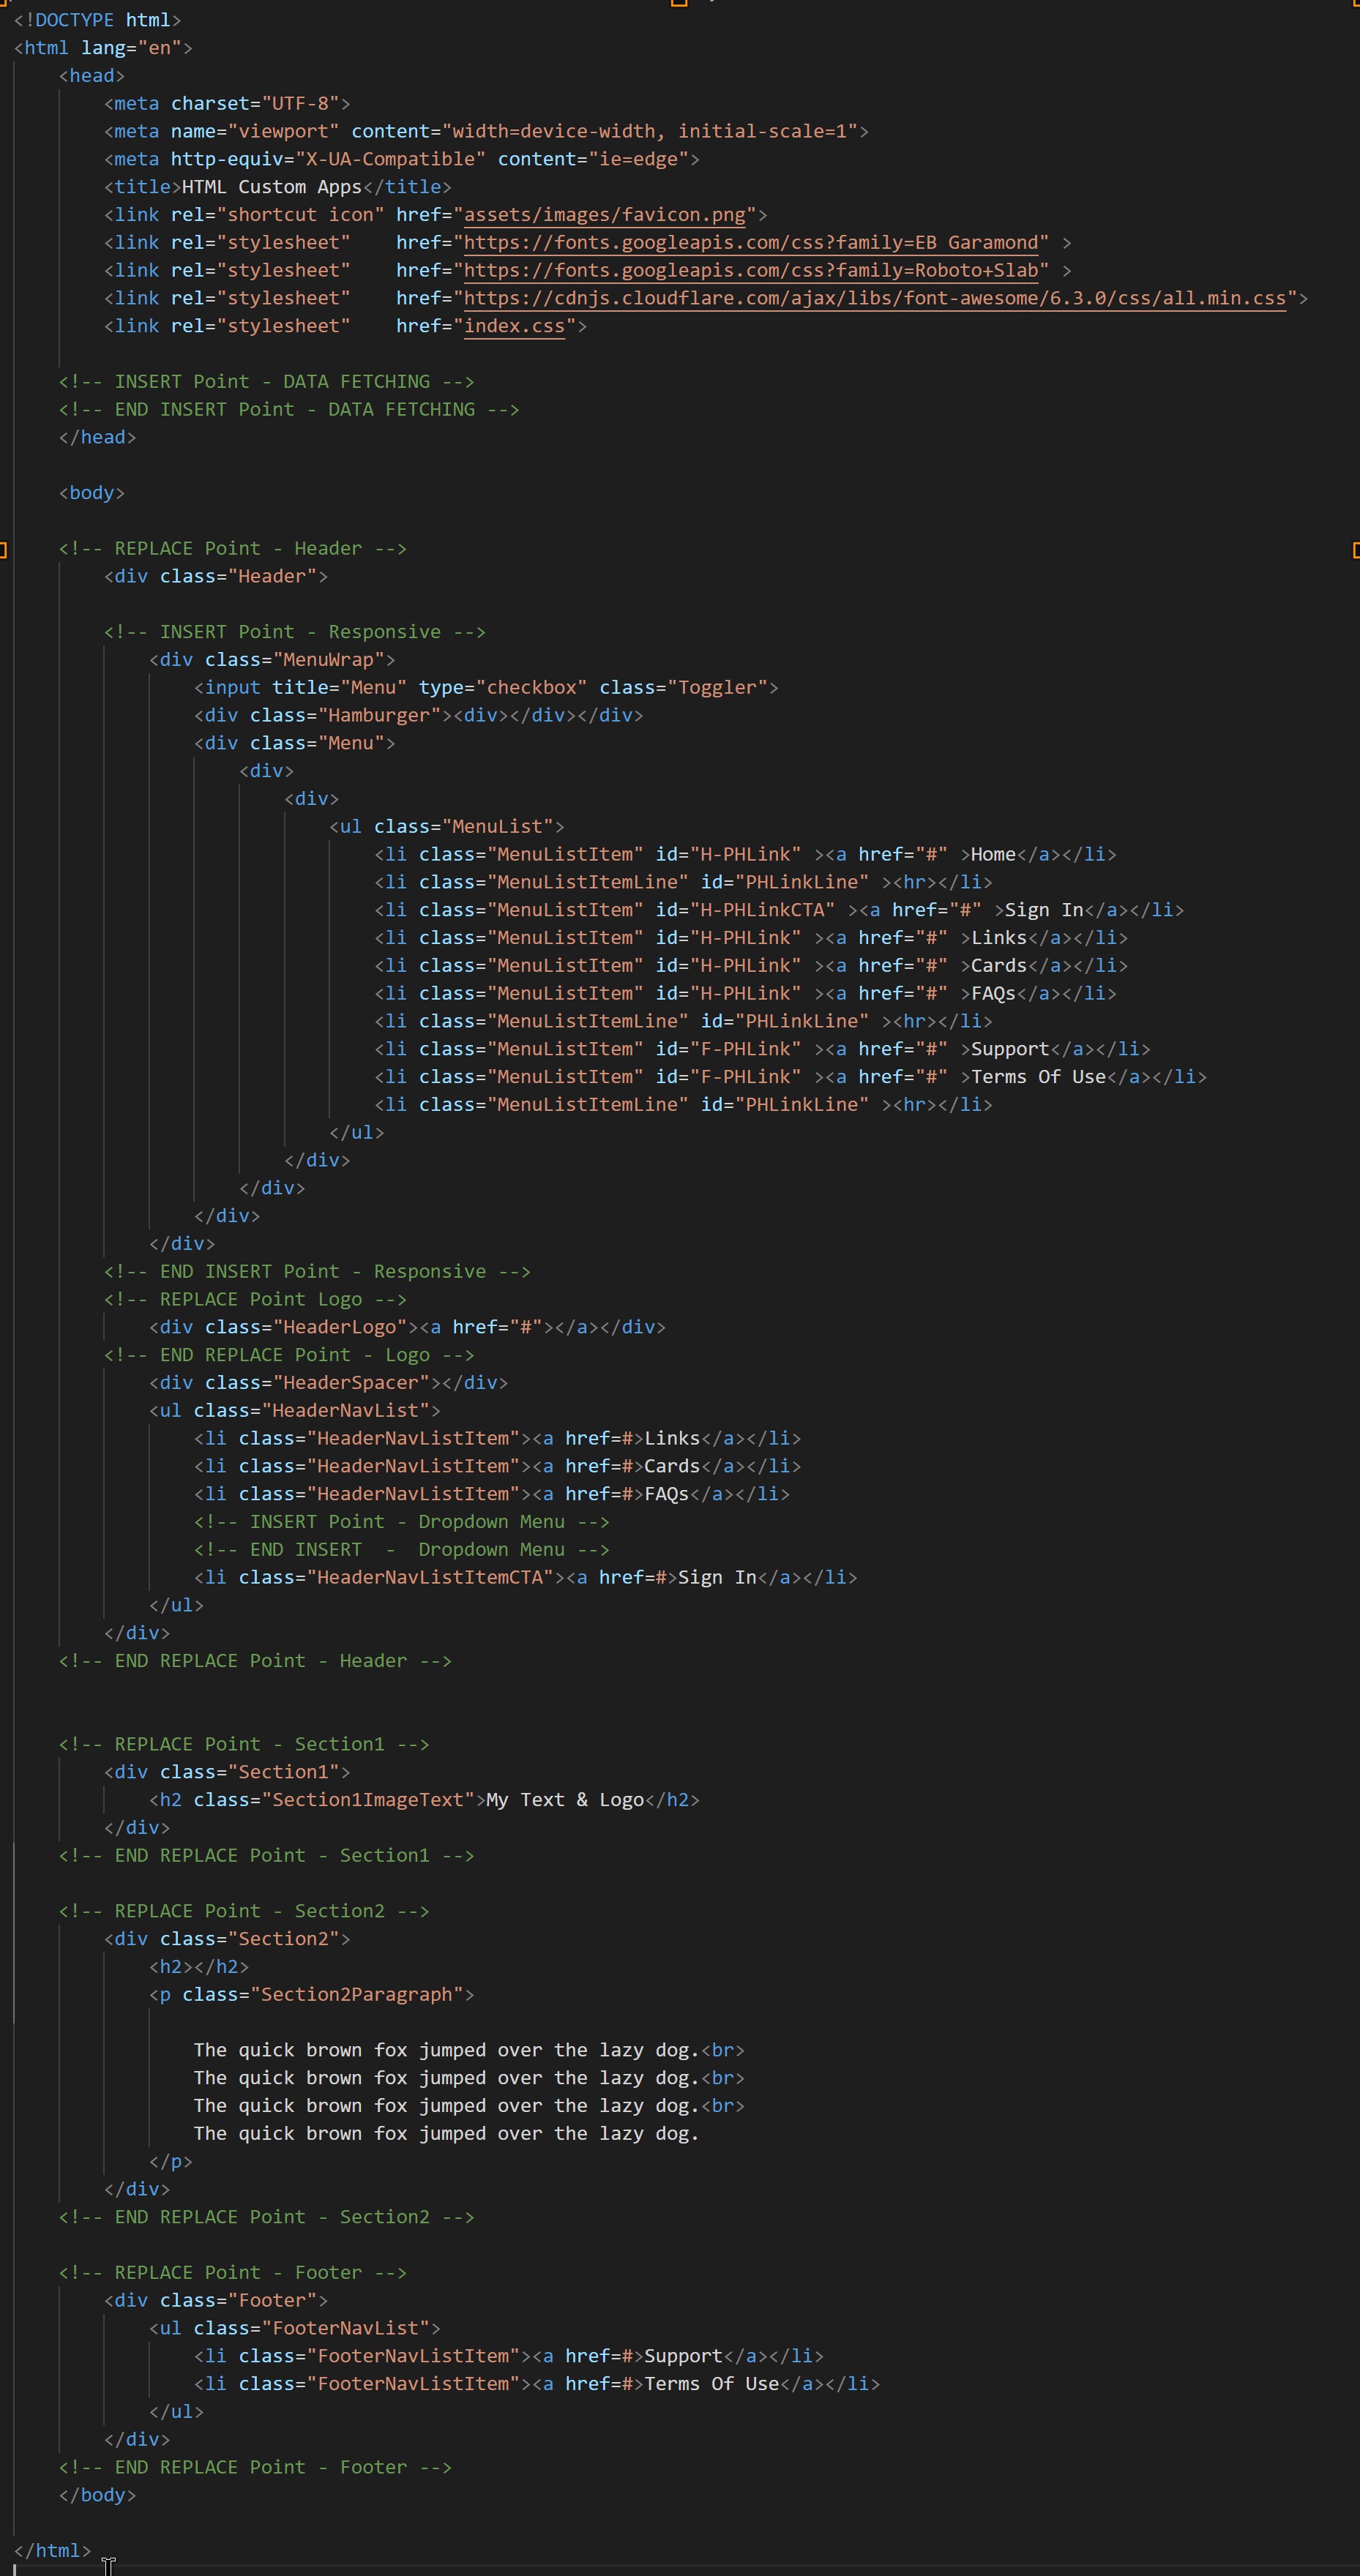 <!DOCTYPE html>
<html lang="en">
<head>
<meta charset="UTF-8">
<meta name="viewport" content="width=device-width, initial-scale=1">
<meta http-equiv="X-UA-Compatible" content="ie=edge">
<title>HTML Custom Apps</title>
<link rel="shortcut icon" href="assets/images/favicon.png">
<link rel="stylesheet"    href="https://fonts.googleapis.com/css?family=EB Garamond" >
<link rel="stylesheet"    href="https://fonts.googleapis.com/css?family=Roboto+Slab" >
<link rel="stylesheet"    href="https://cdnjs.cloudflare.com/ajax/libs/font-awesome/6.3.0/css/all.min.css">
<link rel="stylesheet"    href="index.css">
<!-- INSERT Point - DATA FETCHING -->
<!-- END INSERT Point - DATA FETCHING -->
</head>
<body>
<!-- REPLACE Point - Header -->
<div class="Header">
<!-- INSERT Point - Responsive -->
<div class="MenuWrap">
<input title="Menu" type="checkbox" class="Toggler">
<div class="Hamburger"><div></div></div>
<div class="Menu">
<div>
<div>
<ul class="MenuList">
<li class="MenuListItem" id="H-PHLink" ><a href="#" >Home</a></li>
<li class="MenuListItemLine" id="PHLinkLine" ><hr></li>
<li class="MenuListItem" id="H-PHLinkCTA" ><a href="#" >Sign In</a></li>
<li class="MenuListItem" id="H-PHLink" ><a href="#" >Links</a></li>
<li class="MenuListItem" id="H-PHLink" ><a href="#" >Cards</a></li>
<li class="MenuListItem" id="H-PHLink" ><a href="#" >FAQs</a></li>
<li class="MenuListItemLine" id="PHLinkLine" ><hr></li>
<li class="MenuListItem" id="F-PHLink" ><a href="#" >Support</a></li>
<li class="MenuListItem" id="F-PHLink" ><a href="#" >Terms Of Use</a></li>
<li class="MenuListItemLine" id="PHLinkLine" ><hr></li>
</ul>
</div>
</div>
</div>
</div>
<!-- END INSERT Point - Responsive -->
<!-- REPLACE Point Logo -->
<div class="HeaderLogo"><a href="#"></a></div>
<!-- END REPLACE Point - Logo -->
<div class="HeaderSpacer"></div>
<ul class="HeaderNavList">
<li class="HeaderNavListItem"><a href=#>Links</a></li>
<li class="HeaderNavListItem"><a href=#>Cards</a></li>
<li class="HeaderNavListItem"><a href=#>FAQs</a></li>
<!-- INSERT Point - Dropdown Menu -->
<!-- END INSERT  -  Dropdown Menu -->
<li class="HeaderNavListItemCTA"><a href=#>Sign In</a></li>
</ul>
</div>
<!-- END REPLACE Point - Header -->
<!-- REPLACE Point - Section1 -->
<div class="Section1">
<h2 class="Section1ImageText">My Text & Logo</h2>
</div>
<!-- END REPLACE Point - Section1 -->
<!-- REPLACE Point - Section2 -->
<div class="Section2">
<h2></h2>
<p class="Section2Paragraph">
The quick brown fox jumped over the lazy dog.<br>
The quick brown fox jumped over the lazy dog.<br>
The quick brown fox jumped over the lazy dog.<br>
The quick brown fox jumped over the lazy dog.
</p>
</div>
<!-- END REPLACE Point - Section2 -->
<!-- REPLACE Point - Footer -->
<div class="Footer">
<ul class="FooterNavList">
<li class="FooterNavListItem"><a href=#>Support</a></li>
<li class="FooterNavListItem"><a href=#>Terms Of Use</a></li>
</ul>
</div>
<!-- END REPLACE Point - Footer -->
</body>
</html>